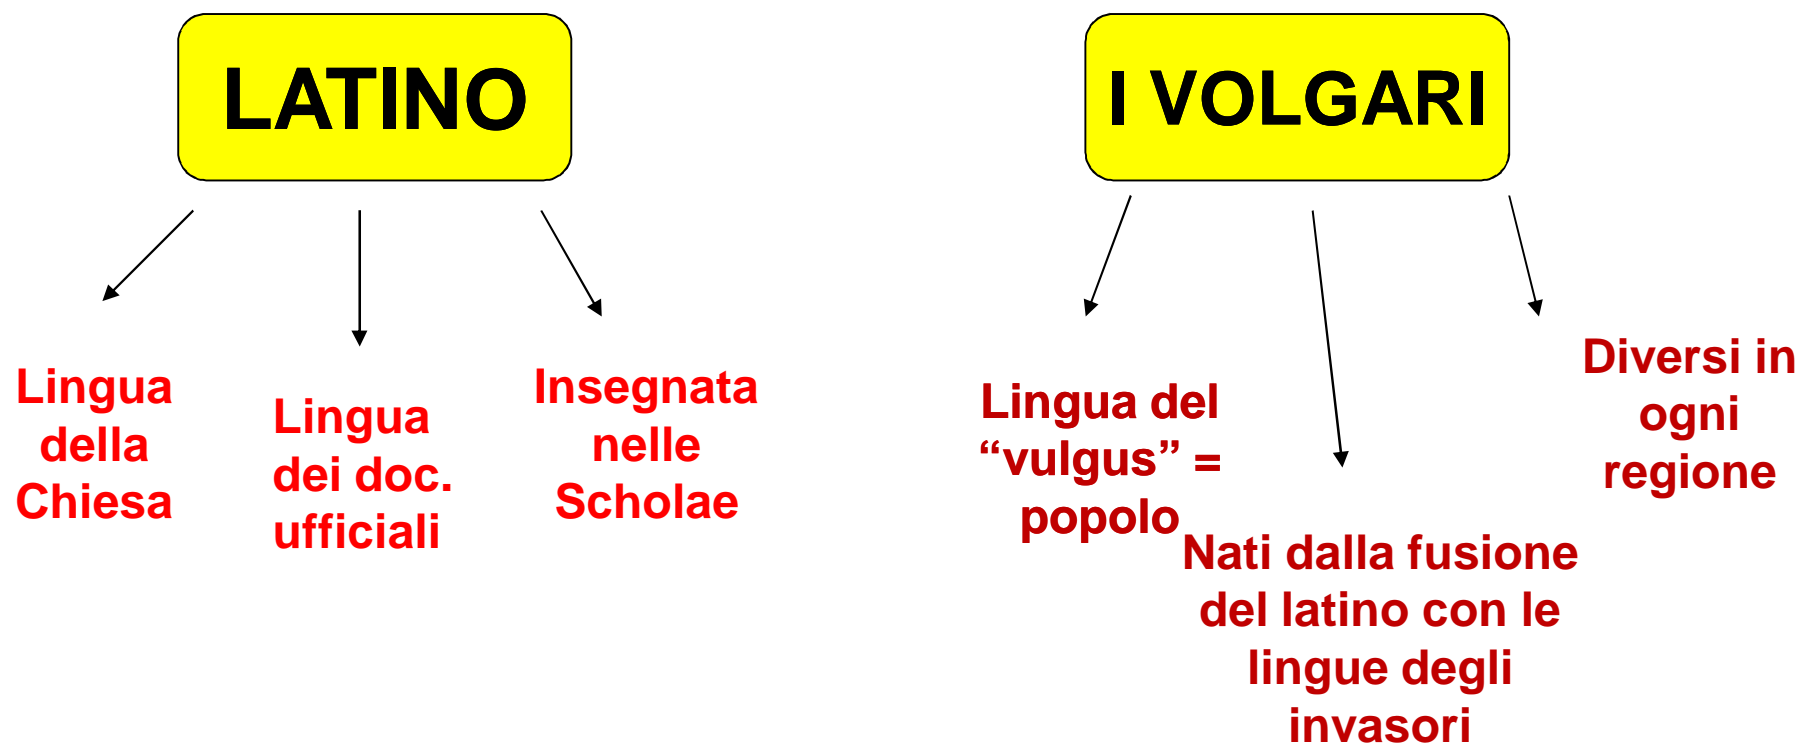 LATINO
Lingua
della
Chiesa
Lingua
dei doc.
ufficiali
Insegnata
nelle
Scholae
I VOLGARI
Lingua del
“vulgus” =
popolo
Nati dalla fusione
del latino con le
lingue degli
invasori
Diversi in
ogni
regione